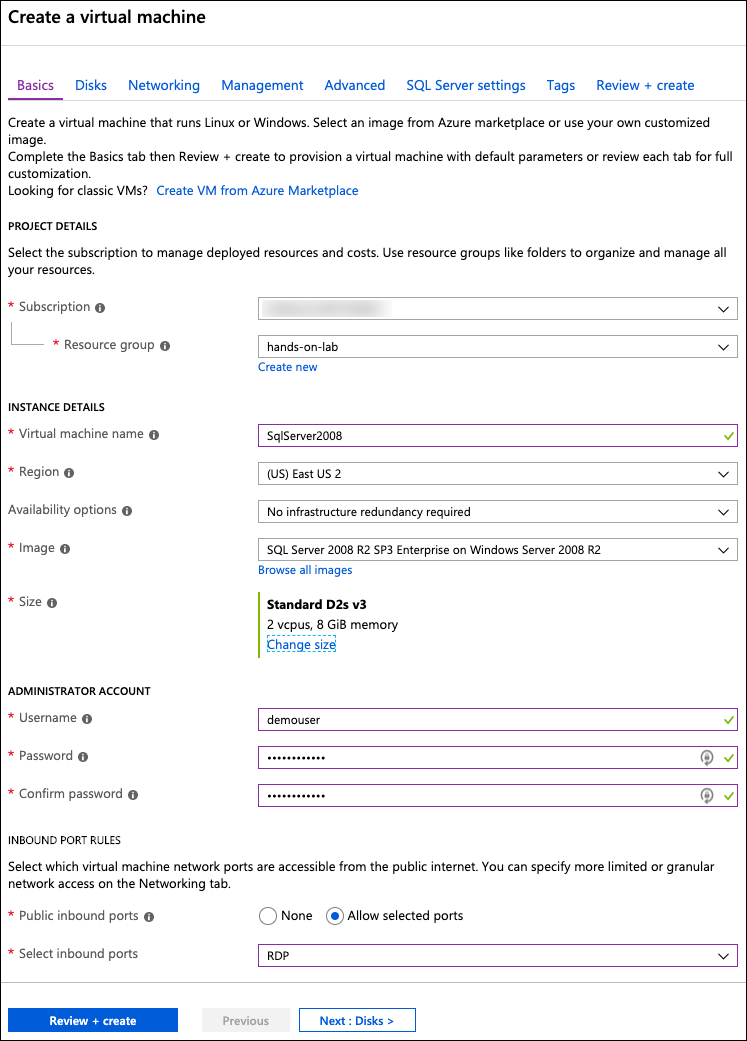 Create a virtual machine
Basics Disks Networking Management Advanced SQL Server settings Tags Review + create
Create a virtual machine that runs Linux or Windows. Select an image from Azure marketplace or use your own customized
image.
Complete the Basics tab then Review + create to provision a virtual machine with default parameters or review each tab for full
customization.
Looking for classic VMs? Create VM from Azure Marketplace
PROJECT DETAILS
Select the subscription to manage deployed resources and costs. Use resource groups like folders to organize and manage all
your resources.
* Subscription
* Resource group hands-on-lab
Create new
INSTANCE DETAILS
* Virtual machine name SqlServer2008
* Region (US) East US 2
Availability options No infrastructure redundancy required
* Image SQL Server 2008 R2 SP3 Enterprise on Windows Server 2008 R2
Browse all images
* Size Standard D2s v3
2 vcpus, 8 GiB memory
Change size
ADMINISTRATOR ACCOUNT
* Username demouser
* Password ••••••••••••
* Confirm password ••••••••••••
INBOUND PORT RULES
Select which virtual machine network ports are accessible from the public internet. You can specify more limited or granular
network access on the Networking tab.
* Public inbound ports None Allow selected ports
* Select inbound ports RDP
Review + create Previous Next : Disks >